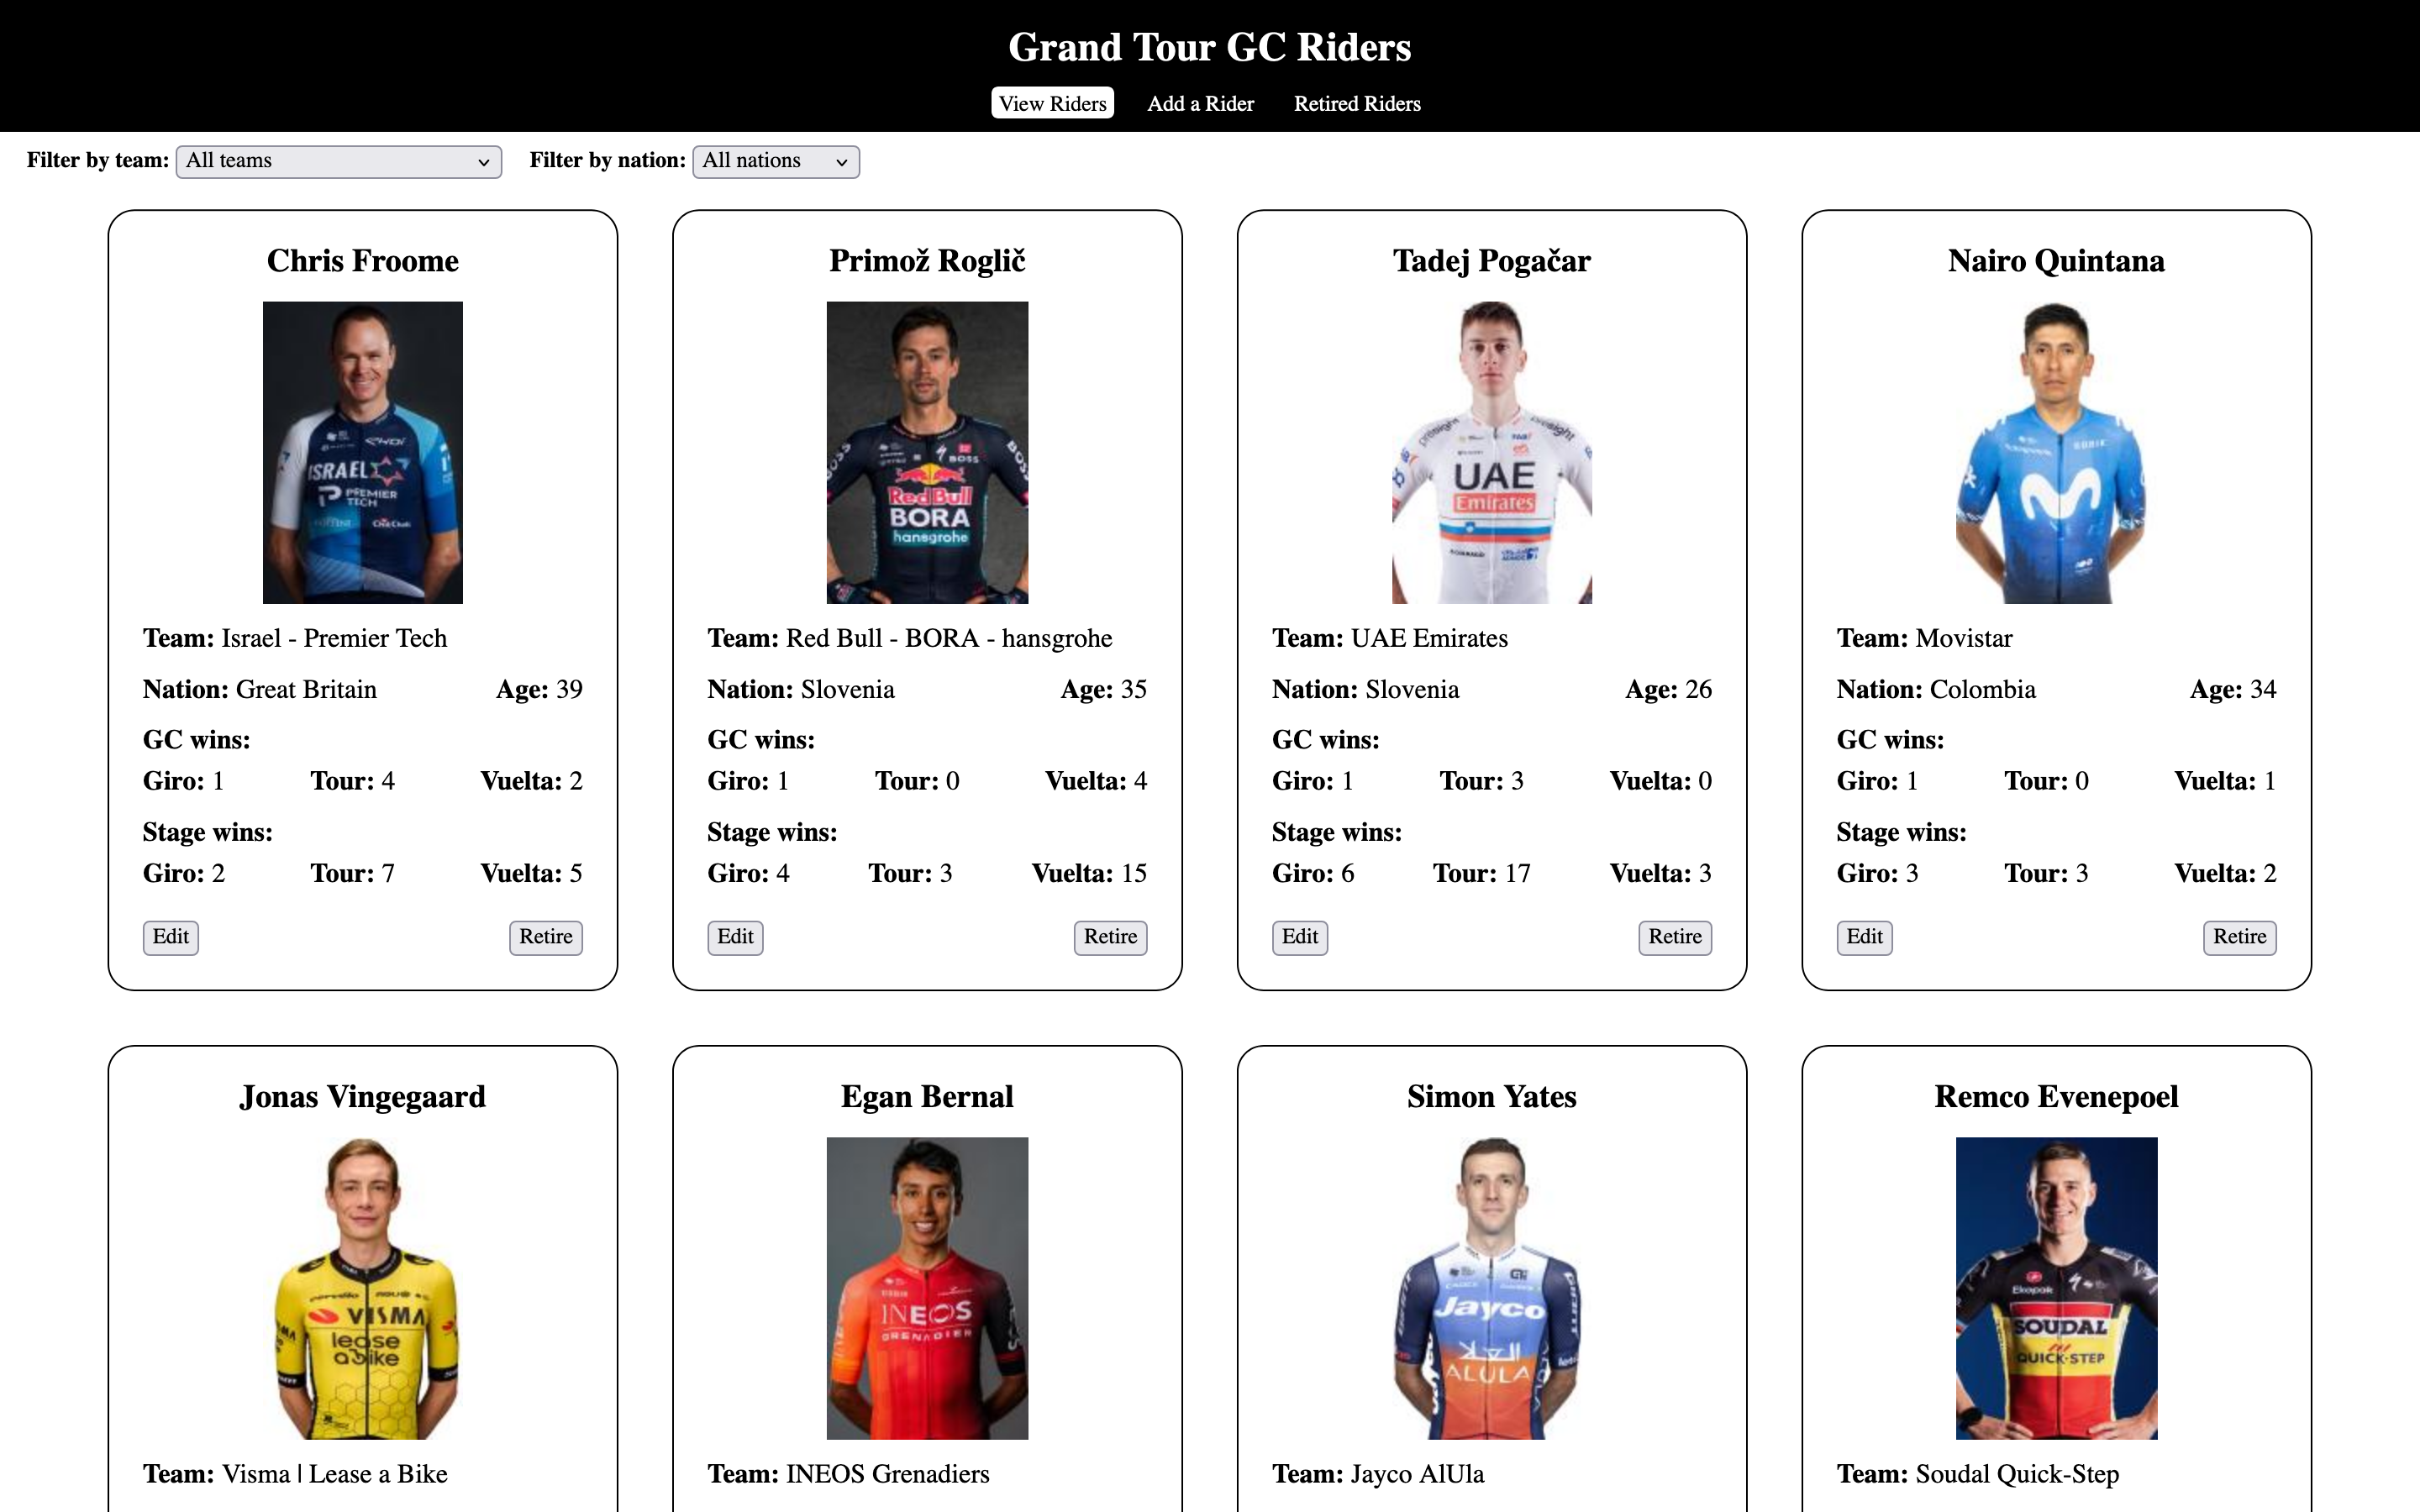 Grand Tour GC Riders
View Riders Add a Rider Retired Riders
Filter by team: All teams Filter by nation: All nations
Chris Froome Primož Roglič Tadej Pogačar Nairo Quintana
ISRAEL
PREMIER
TECH
BOSS
Red Bull
BORA
hansgrohe
UAE
Emirates
Team: Israel - Premier Tech Team: Red Bull - BORA - hansgrohe Team: UAE Emirates Team: Movistar
Nation: Great Britain Age: 39 Nation: Slovenia Age: 35 Nation: Slovenia Age: 26 Nation: Colombia Age: 34
GC wins: GC wins: GC wins: GC wins:
Giro: 1 Tour: 4 Vuelta: 2 Giro: 1 Tour: 0 Vuelta: 4 Giro: 1 Tour: 3 Vuelta: 0 Giro: 1 Tour: 0 Vuelta: 1
Stage wins: Stage wins: Stage wins: Stage wins:
Giro: 2 Tour: 7 Vuelta: 5 Giro: 4 Tour: 3 Vuelta: 15 Giro: 6 Tour: 17 Vuelta: 3 Giro: 3 Tour: 3 Vuelta: 2
Edit Retire Edit Retire Edit Retire Edit Retire
Jonas Vingegaard Egan Bernal Simon Yates Remco Evenepoel
VISMA
lease
a bike
INEOS
GRENADIER
Jayco
ALULA
SOUDAL
QUICK-STEP
Team: Visma | Lease a Bike Team: INEOS Grenadiers Team: Jayco AlUla Team: Soudal Quick-Step